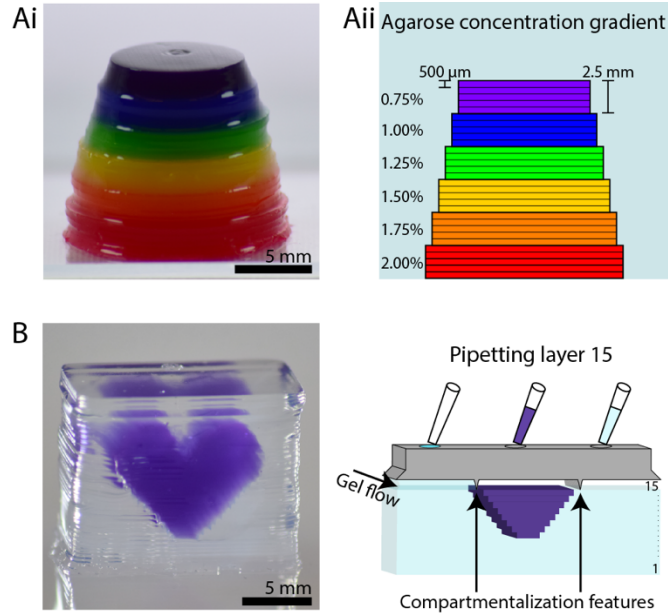 Ai
5 mm
Aii
Agarose concentration gradient
500 µm
2.5 mm
0.75%
1.00%
1.25%
1.50%
1.75%
2.00%
B
5 mm
Pipetting layer 15
Gel flow
15
1
Compartmentalization features